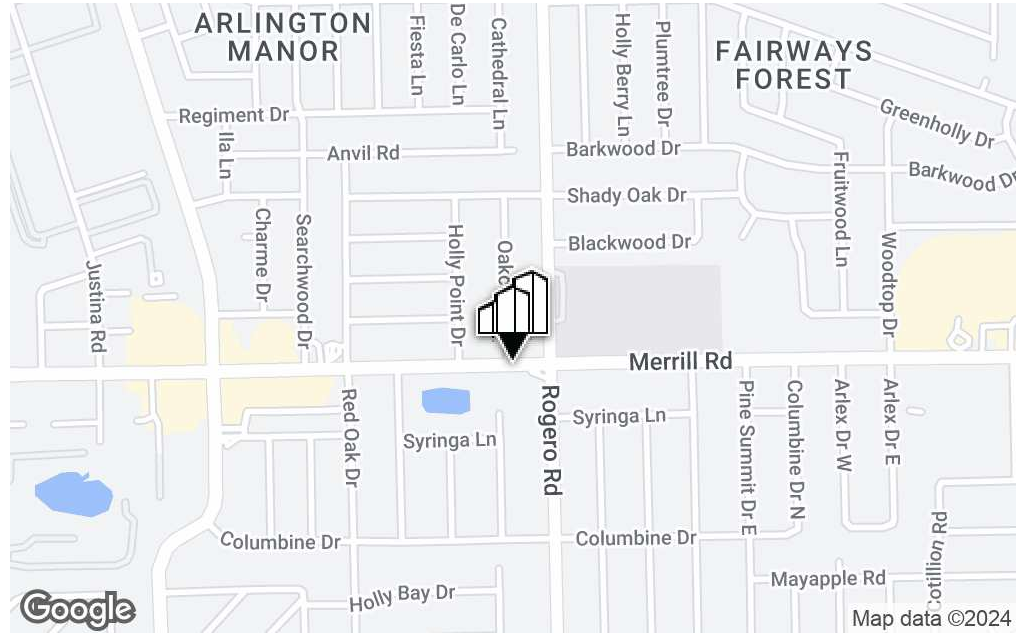 ARLINGTON
MANOR
Fiesta Ln
De Carlo Ln
Cathedral Ln
Holly Berry Ln
Plumtree Dr
FAIRWAYS
FOREST
Regiment Dr
Ila Ln
Anvil Rd
Barkwood Dr
Greenholly Dr
Fruitwood Ln
Barkwood Dr
Shady Oak Dr
Charme Dr
Searchwood Dr
Holly Point Dr
Blackwood Dr
Woodtop Dr
Justina Rd
Merrill Rd
Red Oak Dr
Syringa Ln
Rogero Rd
Syringa Ln
Pine Summit Dr E
Columbine Dr N
Arlex Dr W
Arlex Dr E
Columbine Dr
Columbine Dr
Cotillion Rd
Holly Bay Dr
Mayapple Rd
Google
Map data ©2024